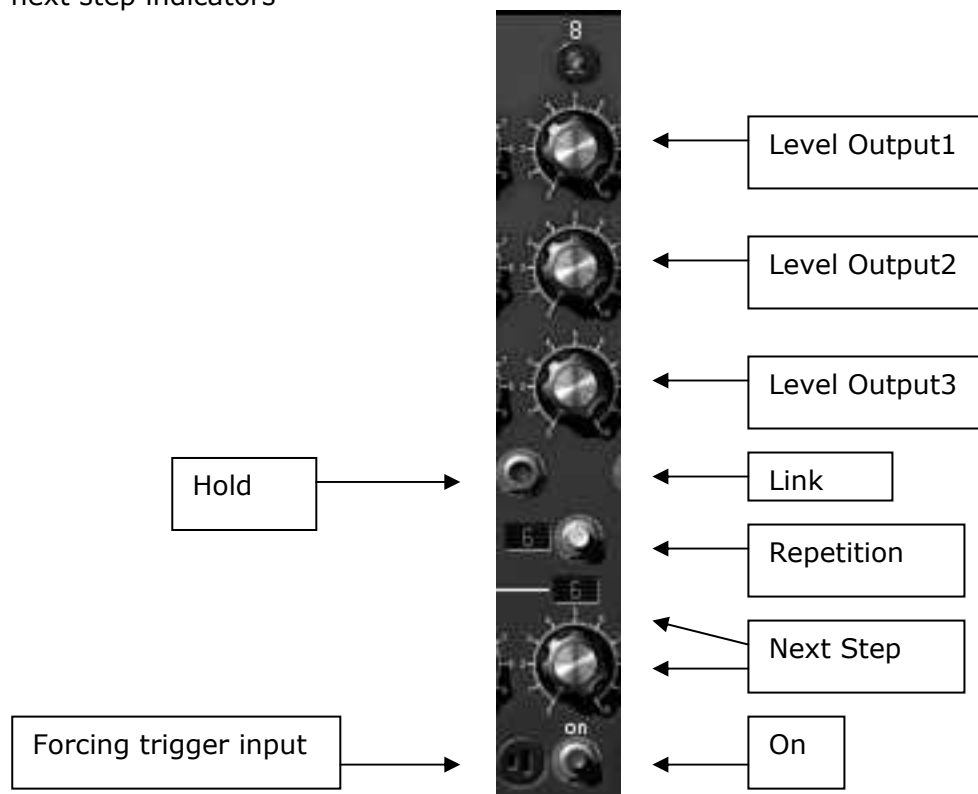 next step indicators
8
Level Output1
Level Output2
Level Output3
Hold
Link
6
Repetition
6
Next Step
on
Forcing trigger input
On